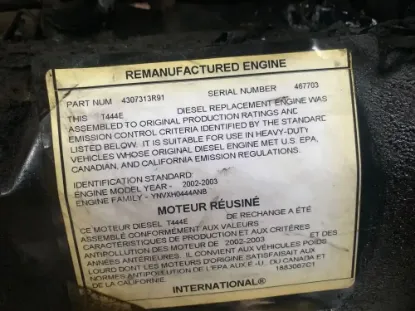 REMANUFACTURED ENGINE
PART NUM 4307313R91 SERIAL NUMBER 467703
THIS T444E DIESEL REPLACEMENT ENGINE WAS
ASSEMBLED TO ORIGINAL PRODUCTION RATINGS AND
EMISSION CONTROL CRITERIA IDENTIFIED BY THE STANDARD
LISTED BELOW. IT IS SUITABLE FOR USE IN HEAVY-DUTY
VEHICLES WHOSE ORIGINAL DIESEL ENGINE MET U.S. EPA,
CANADIAN, AND CALIFORNIA EMISSION REGULATIONS.
IDENTIFICATION STANDARD:
ENGINE MODEL YEAR - 2002-2003
ENGINE FAMILY - YNVXH0444ANB
MOTEUR RÉUSINÉ
CE MOTEUR DIESEL T444E DE RECHANGE A ÉTÉ
ASSEMBLÉ CONFORMÉMENT AUX VALEURS
CARACTÉRISTIQUES DE PRODUCTION ET AUX CRITÈRES
ANTIPOLLUTION DES MOTEUR DE 2002-2003 ET DES
ANNÉES ANTÉRIEURES. IL CONVIENT AUX VÉHICULES POIDS
LOURD DONT LES MOTEURS D'ORIGINE SATISFAISAIT AUX
NORMES ANTIPOLLUTION DE L'EPA DU CANADA ET
DE LA CALIFORNIE. 1883067C1
INTERNATIONAL®